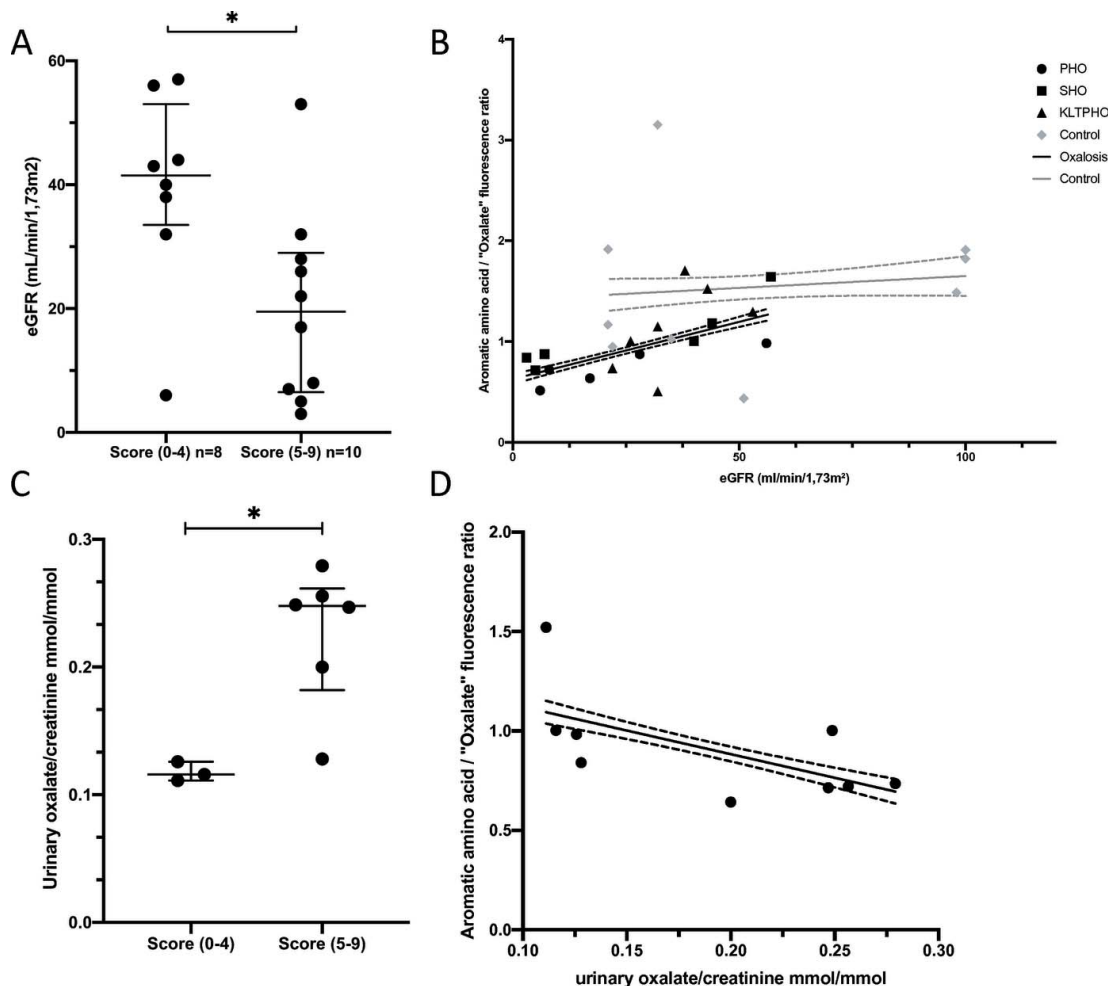 A
*
60
40
20
0
eGFR (mL/min/1,73m2)
Score (0-4) n=8
Score (5-9) n=10
B
4
3
2
1
0
Aromatic amino acid / "Oxalate" fluorescence ratio
0
50
100
eGFR (ml/min/1,73m²)
PHO
SHO
KLTPHO
Control
Oxalosis
Control
C
*
0.3
0.2
0.1
0.0
Urinary oxalate/creatinine mmol/mmol
Score (0-4)
Score (5-9)
D
2.0
1.5
1.0
0.5
0.0
Aromatic amino acid / "Oxalate" fluorescence ratio
0.10
0.15
0.20
0.25
0.30
urinary oxalate/creatinine mmol/mmol